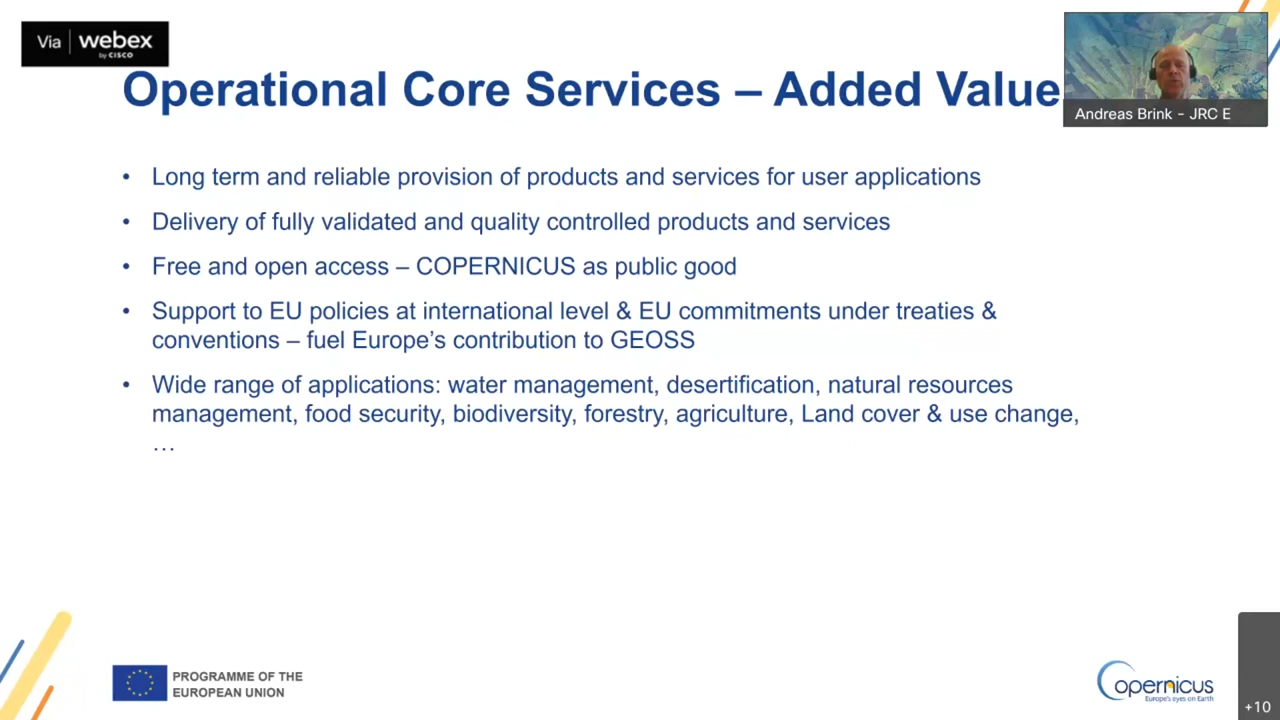 Via webex
by CISCO
Operational Core Services – Added Value
Andreas Brink - JRC E
• Long term and reliable provision of products and services for user applications
• Delivery of fully validated and quality controlled products and services
• Free and open access – COPERNICUS as public good
• Support to EU policies at international level & EU commitments under treaties &
conventions – fuel Europe’s contribution to GEOSS
• Wide range of applications: water management, desertification, natural resources
management, food security, biodiversity, forestry, agriculture, Land cover & use change,
…
PROGRAMME OF THE
EUROPEAN UNION
opernicus
Europe's eyes on Earth
+10